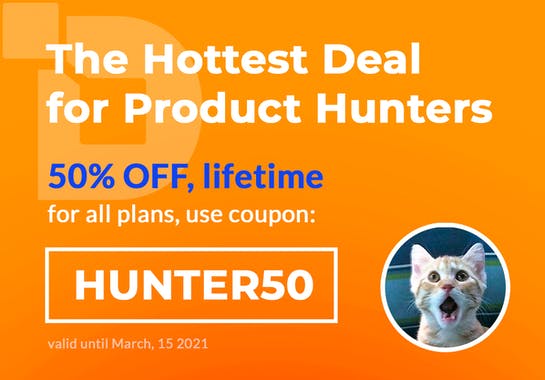 The Hottest Deal
for Product Hunters
50% OFF, lifetime
for all plans, use coupon:
HUNTER50
valid until March, 15 2021